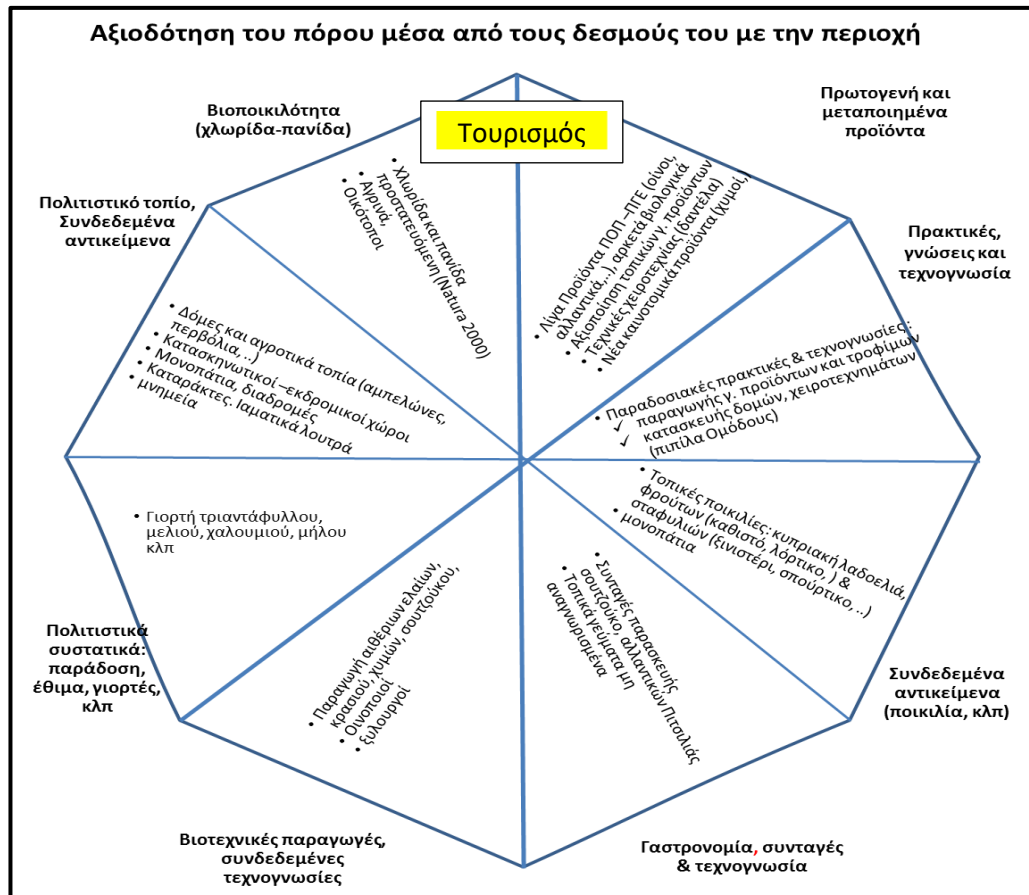 Αξιοδότηση του πόρου μέσα από τους δεσμούς του με την περιοχή
Τουρισμός
Πρωτογενή και
μεταποιημένα
προϊόντα
• Λίγα Προϊόντα ΠΟΠ –ΠΓΕ (οίνοι,
αλλαντικά,..), αρκετά βιολογικά
• Αξιοποίηση τοπικών γ. προϊόντων
• Τεχνικές χειροτεχνίας (δαντέλα)
• Νέα καινοτομικά προϊόντα (χυμοί,
Πρακτικές,
γνώσεις και
τεχνογνωσία
• Παραδοσιακές πρακτικές & τεχνογνωσίες :
✓ παραγωγής γ. προϊόντων και τροφίμων
✓ κατασκευής δομών, χειροτεχνημάτων
(πιπίλα Ομόδους)
• Τοπικές ποικιλίες: κυπριακή λαδοελιά,
φρούτων (καθιστό, λόρτικο, ) &
σταφυλιών (ξινιστέρι, σπούρτικο, ..)
• μονοπάτια
Συνδεδεμένα
αντικείμενα
(ποικιλία, κλπ)
• Συνταγές παρασκευής
σουτζούκο, αλλαντικών Πιτσιλιάς
• Τοπικά γεύματα μη
αναγνωρισμένα
Γαστρονομία, συνταγές
& τεχνογνωσία
• Παραγωγή αιθέριων ελαίων,
κρασιού, χυμών, σουτζούκου,
• Οινοποιοί
• ξυλουργοί
Βιοτεχνικές παραγωγές,
συνδεδεμένες
τεχνογνωσίες
• Γιορτή τριαντάφυλλου,
μελιού, χαλουμιού, μήλου
κλπ
Πολιτιστικά
συστατικά:
παράδοση,
έθιμα, γιορτές,
κλπ
• Δόμες και αγροτικά τοπία (αμπελώνες,
περβόλια, ..)
• Κατασκηνωτικοί –εκδρομικοί χώροι
• Μονοπάτια, διαδρομές
• Καταράκτες. Ιαματικά λουτρά
μνημεία
Πολιτιστικό τοπίο,
Συνδεδεμένα
αντικείμενα
Βιοποικιλότητα
(χλωρίδα-πανίδα)
• Χλωρίδα και πανίδα
προστατευόμενη (Natura 2000)
• Αγρινά,
• Οικότοποι